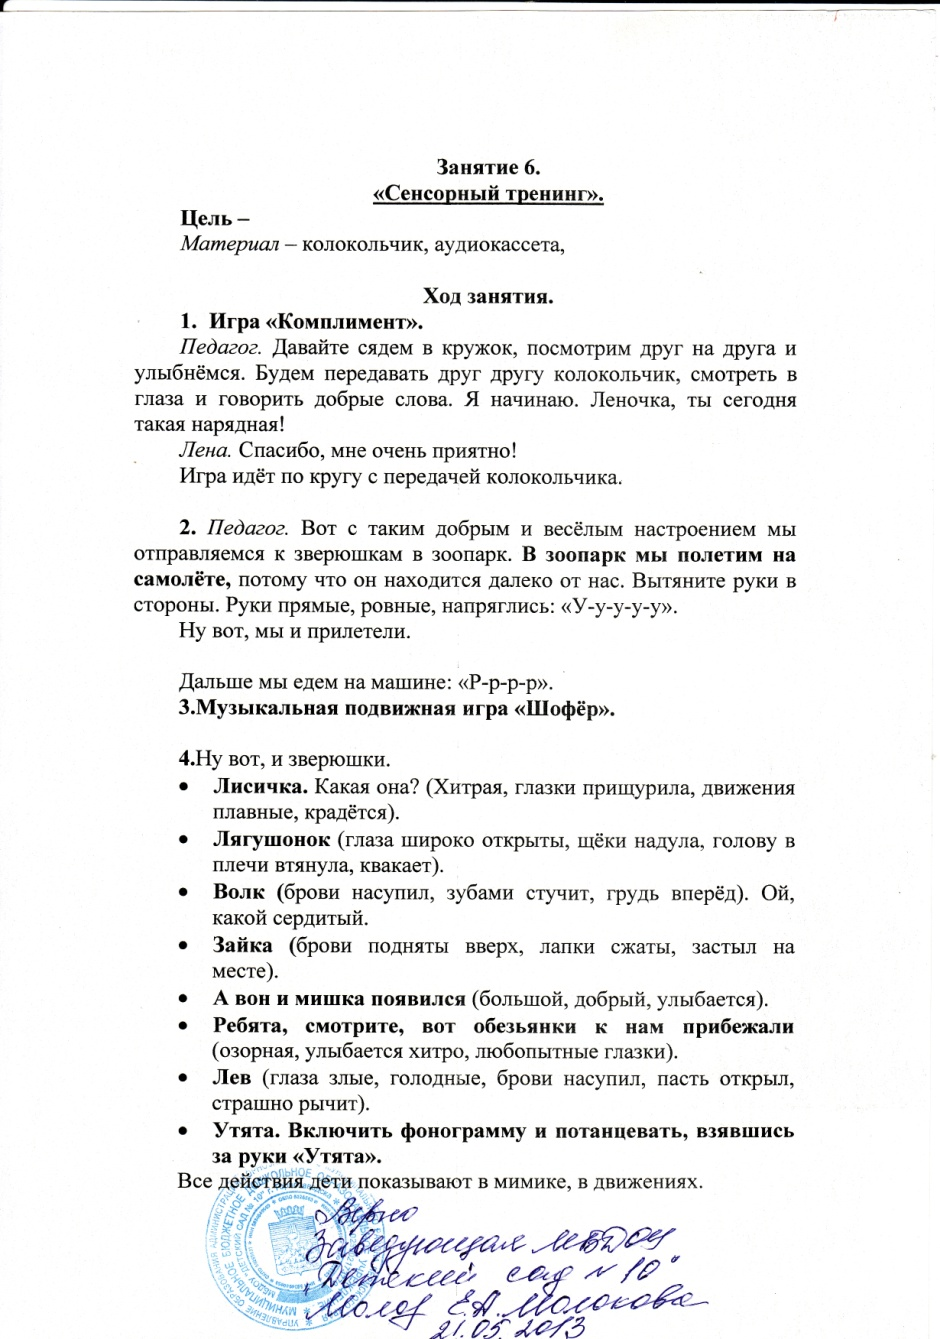 Занятие 6.
«Сенсорный тренинг».
Цель –
Материал – колокольчик, аудиокассета,
Ход занятия.
1. Игра «Комплимент».
Педагог. Давайте сядем в кружок, посмотрим друг на друга и
улыбнёмся. Будем передавать друг другу колокольчик, смотреть в
глаза и говорить добрые слова. Я начинаю. Леночка, ты сегодня
такая нарядная!
Лена. Спасибо, мне очень приятно!
Игра идёт по кругу с передачей колокольчика.
2. Педагог. Вот с таким добрым и весёлым настроением мы
отправляемся к зверюшкам в зоопарк. В зоопарк мы полетим на
самолёте, потому что он находится далеко от нас. Вытяните руки в
стороны. Руки прямые, ровные, напряглись: «У-у-у-у-у».
Ну вот, мы и прилетели.
Дальше мы едем на машине: «Р-р-р-р».
3.Музыкальная подвижная игра «Шофёр».
4.Ну вот, и зверюшки.
• Лисичка. Какая она? (Хитрая, глазки прищурила, движения
плавные, крадётся).
• Лягушонок (глаза широко открыты, щёки надула, голову в
плечи втянула, квакает).
• Волк (брови насупил, зубами стучит, грудь вперёд). Ой,
какой сердитый.
• Зайка (брови подняты вверх, лапки сжаты, застыл на
месте).
• А вон и мишка появился (большой, добрый, улыбается).
• Ребята, смотрите, вот обезьянки к нам прибежали
(озорная, улыбается хитро, любопытные глазки).
• Лев (глаза злые, голодные, брови насупил, пасть открыл,
страшно рычит).
• Утята. Включить фонограмму и потанцевать, взявшись
за руки «Утята».
Все действия дети показывают в мимике, в движениях.
Верно
Заведующая МБДОУ
"Детский сад № 10"
Молок Е.А. Молокова
21.05.2013